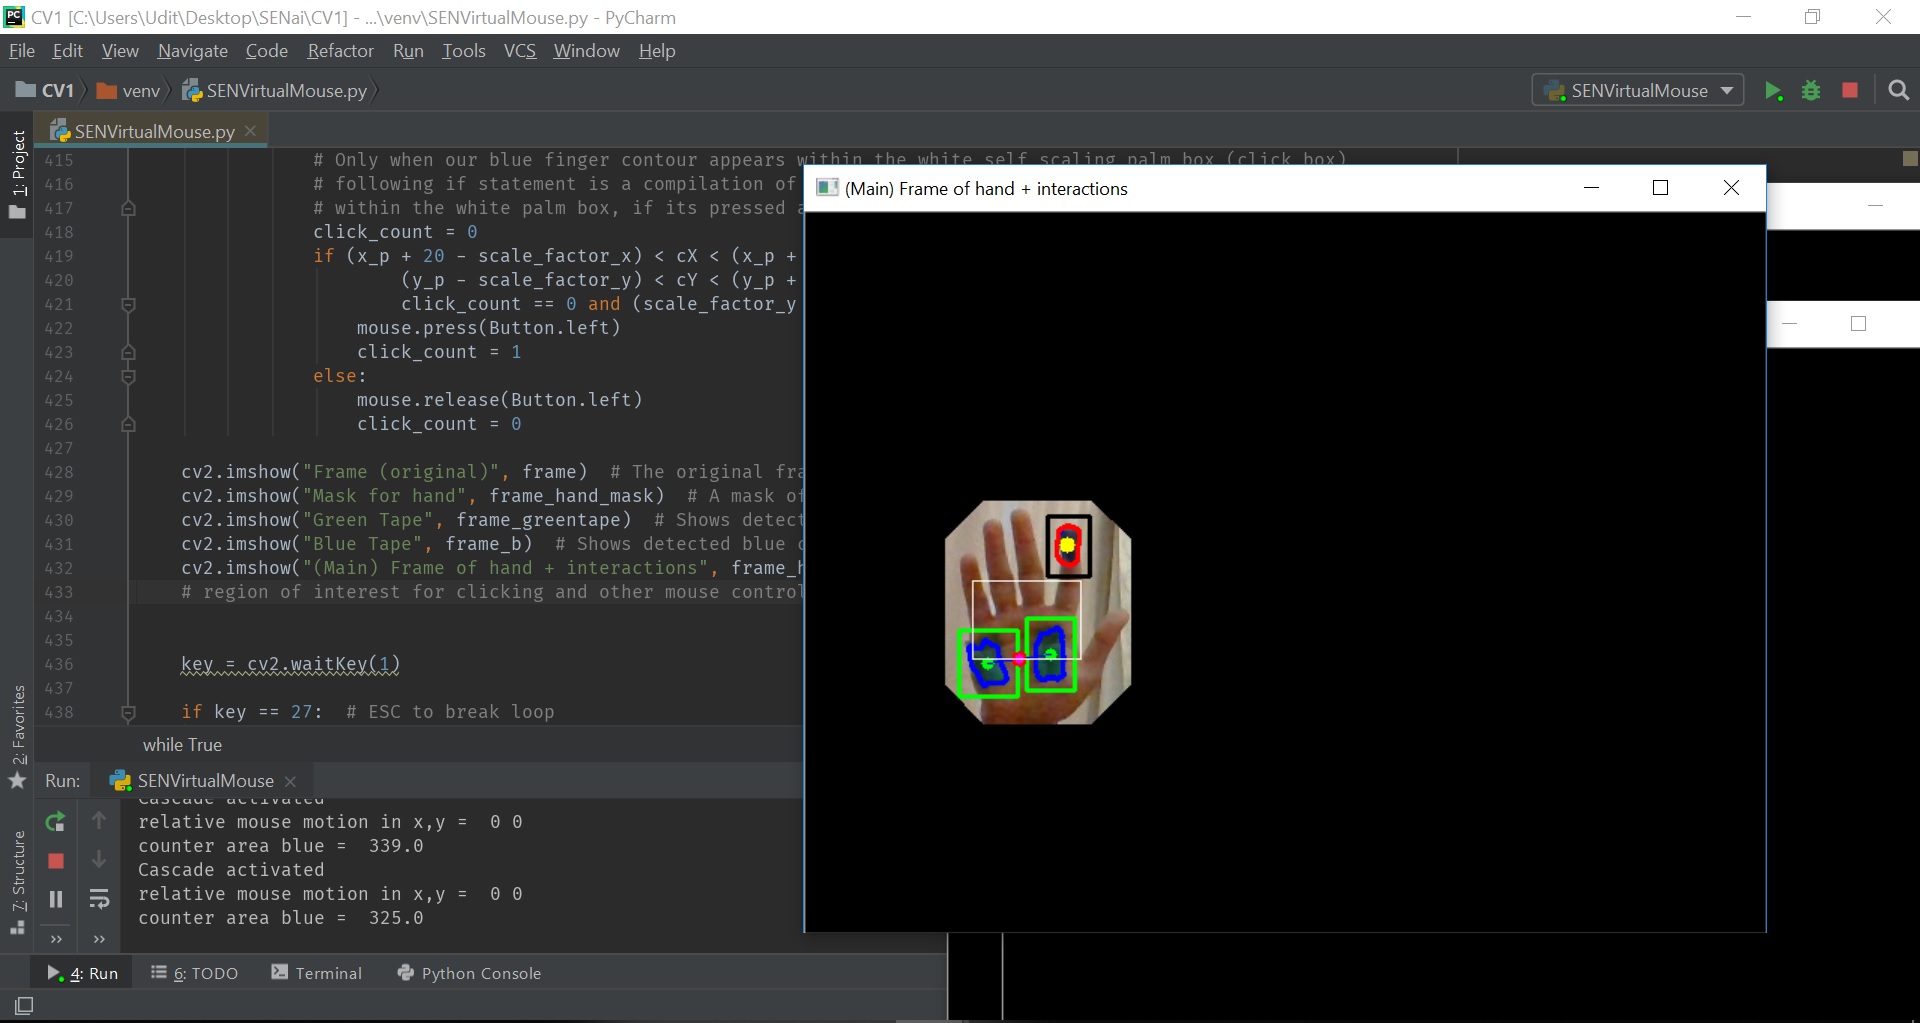 PC CV1 [C:\Users\Udit\Desktop\SENai\CV1] - ...\venv\SENVirtualMouse.py - PyCharm
File Edit View Navigate Code Refactor Run Tools VCS Window Help
CV1 venv SENVirtualMouse.py SENVirtualMouse
SENVirtualMouse.py
1: Project
2: Favorites
7: Structure
415 # Only when our blue finger contour appears within the white self scaling palm box (click box)
416 # following if statement is a compilation of
417 # within the white palm box, if its pressed
418 click_count = 0
419 if (x_p + 20 - scale_factor_x) < cX < (x_p +
420 (y_p - scale_factor_y) < cY < (y_p +
421 click_count == 0 and (scale_factor_y
422 mouse.press(Button.left)
423 click_count = 1
424 else:
425 mouse.release(Button.left)
426 click_count = 0
427
428 cv2.imshow("Frame (original)", frame) # The original
429 cv2.imshow("Mask for hand", frame_hand_mask) # A mask of
430 cv2.imshow("Green Tape", frame_greentape) # Shows detect
431 cv2.imshow("Blue Tape", frame_b) # Shows detected blue
432 cv2.imshow("(Main) Frame of hand + interactions", frame_h
433 # region of interest for clicking and other mouse control
434
435
436 key = cv2.waitKey(1)
437
438 if key == 27: # ESC to break loop
while True
(Main) Frame of hand + interactions
Run: SENVirtualMouse
Cascade activated
relative mouse motion in x,y = 0 0
counter area blue = 339.0
Cascade activated
relative mouse motion in x,y = 0 0
counter area blue = 325.0
4: Run 6: TODO Terminal Python Console